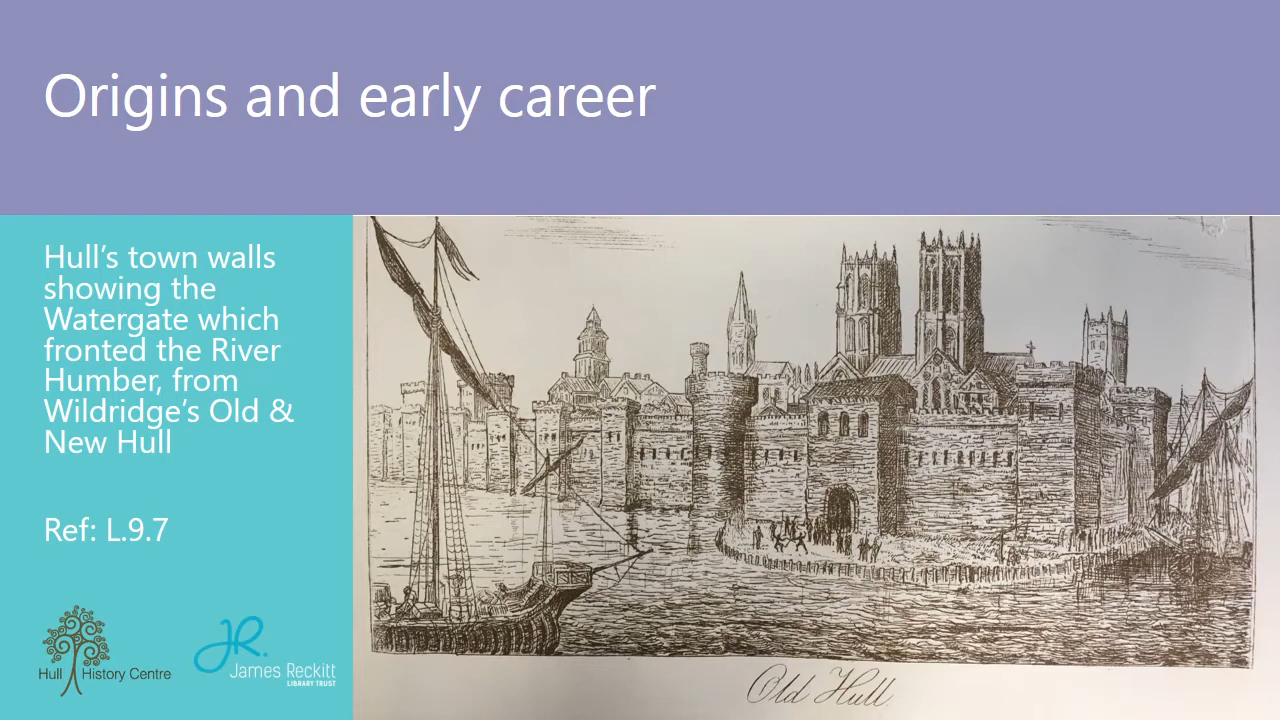 Origins and early career
Hull’s town walls
showing the
Watergate which
fronted the River
Humber, from
Wildridge’s Old &
New Hull
Ref: L.9.7
Hull History Centre
JR.
James Reckitt
LIBRARY TRUST
Old Hull